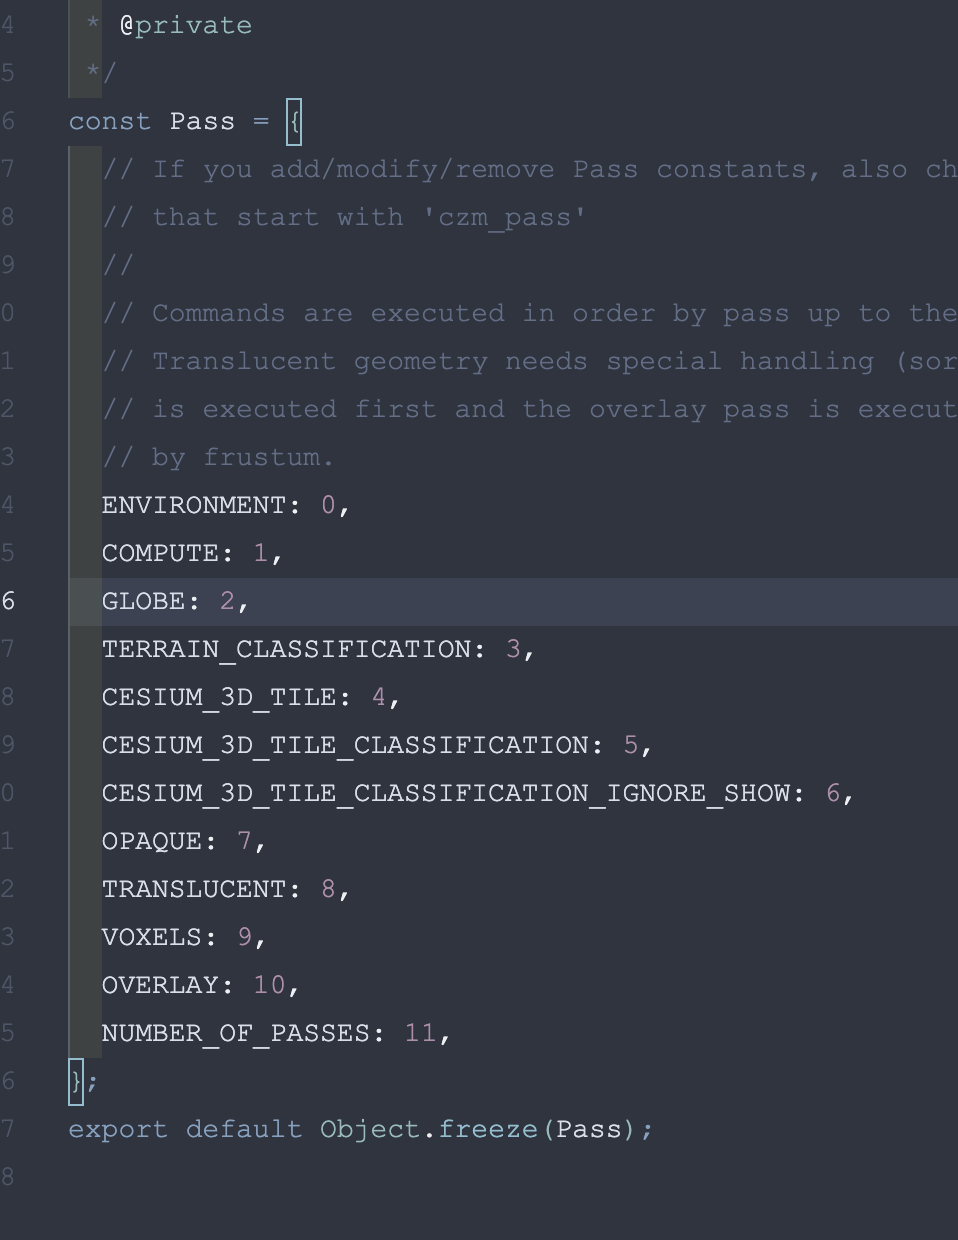 4 * @private
5 */
6 const Pass = {
7 // If you add/modify/remove Pass constants, also ch
8 // that start with 'czm_pass'
9 //
0 // Commands are executed in order by pass up to the
1 // Translucent geometry needs special handling (sor
2 // is executed first and the overlay pass is execut
3 // by frustum.
4 ENVIRONMENT: 0,
5 COMPUTE: 1,
6 GLOBE: 2,
7 TERRAIN_CLASSIFICATION: 3,
8 CESIUM_3D_TILE: 4,
9 CESIUM_3D_TILE_CLASSIFICATION: 5,
0 CESIUM_3D_TILE_CLASSIFICATION_IGNORE_SHOW: 6,
1 OPAQUE: 7,
2 TRANSLUCENT: 8,
3 VOXELS: 9,
4 OVERLAY: 10,
5 NUMBER_OF_PASSES: 11,
6 };
7 export default Object.freeze(Pass);
8